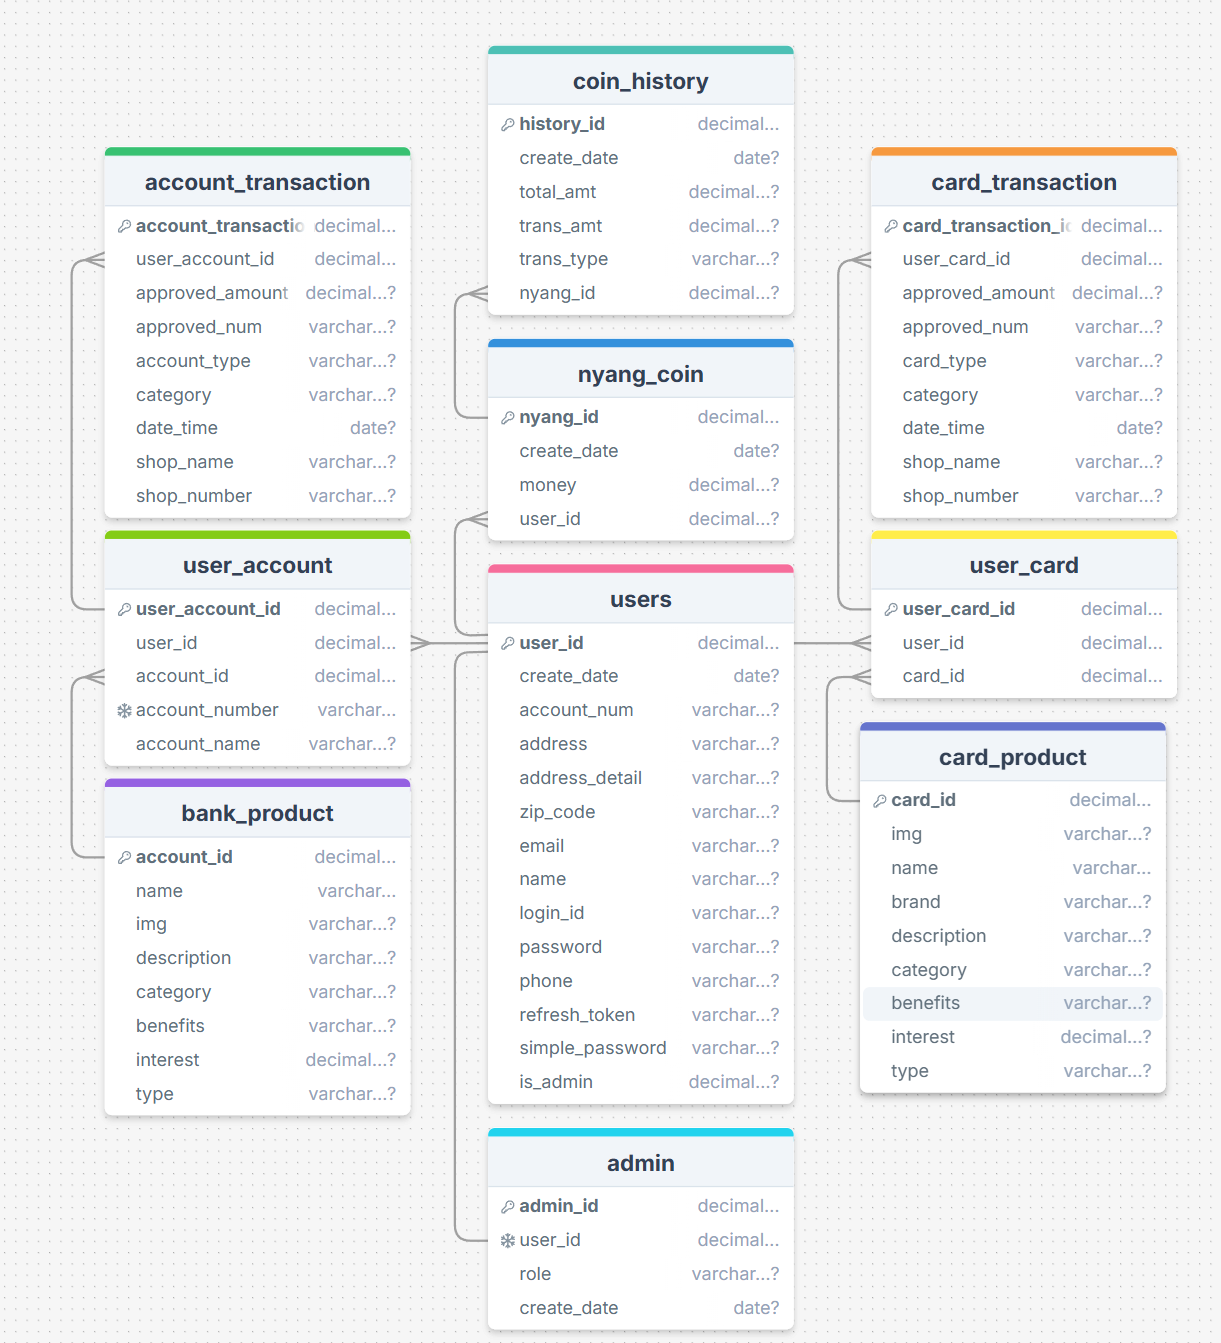 coin_history
history_id decimal...
create_date date?
total_amt decimal...?
trans_amt decimal...?
trans_type varchar...?
nyang_id decimal...?
account_transaction
account_transactio decimal...
user_account_id decimal...
approved_amount decimal...?
approved_num varchar...?
account_type varchar...?
category varchar...?
date_time date?
shop_name varchar...?
shop_number varchar...?
card_transaction
card_transaction_id decimal...
user_card_id decimal...
approved_amount decimal...?
approved_num varchar...?
card_type varchar...?
category varchar...?
date_time date?
shop_name varchar...?
shop_number varchar...?
nyang_coin
nyang_id decimal...
create_date date?
money decimal...?
user_id decimal...?
user_account
user_account_id decimal...
user_id decimal...
account_id decimal...
account_number varchar...
account_name varchar...?
users
user_id decimal...
create_date date?
account_num varchar...?
address varchar...?
address_detail varchar...?
zip_code varchar...?
email varchar...?
name varchar...?
login_id varchar...?
password varchar...?
phone varchar...?
refresh_token varchar...?
simple_password varchar...?
is_admin decimal...?
user_card
user_card_id decimal...
user_id decimal...
card_id decimal...
bank_product
account_id decimal...
name varchar...
img varchar...?
description varchar...?
category varchar...?
benefits varchar...?
interest decimal...?
type varchar...?
card_product
card_id decimal...
img varchar...?
name varchar...
brand varchar...?
description varchar...?
category varchar...?
benefits varchar...?
interest decimal...?
type varchar...?
admin
admin_id decimal...
user_id decimal...
role varchar...?
create_date date?